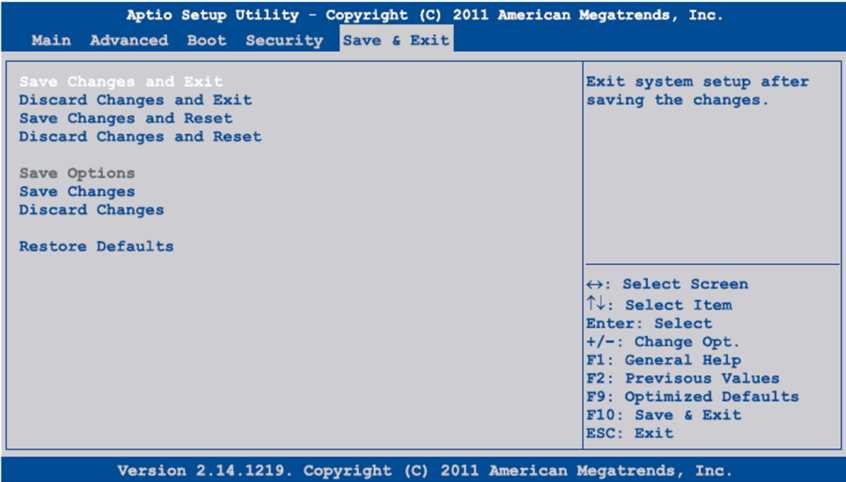 Aptio Setup Utility - Copyright (C) 2011 American Megatrends, Inc.
Main Advanced Boot Security Save & Exit
Save Changes and Exit
Discard Changes and Exit
Save Changes and Reset
Discard Changes and Reset
Save Options
Save Changes
Discard Changes
Restore Defaults
Exit system setup after
saving the changes.
↔: Select Screen
↑↓: Select Item
Enter: Select
+/-: Change Opt.
F1: General Help
F2: Previsous Values
F9: Optimized Defaults
F10: Save & Exit
ESC: Exit
Version 2.14.1219. Copyright (C) 2011 American Megatrends, Inc.